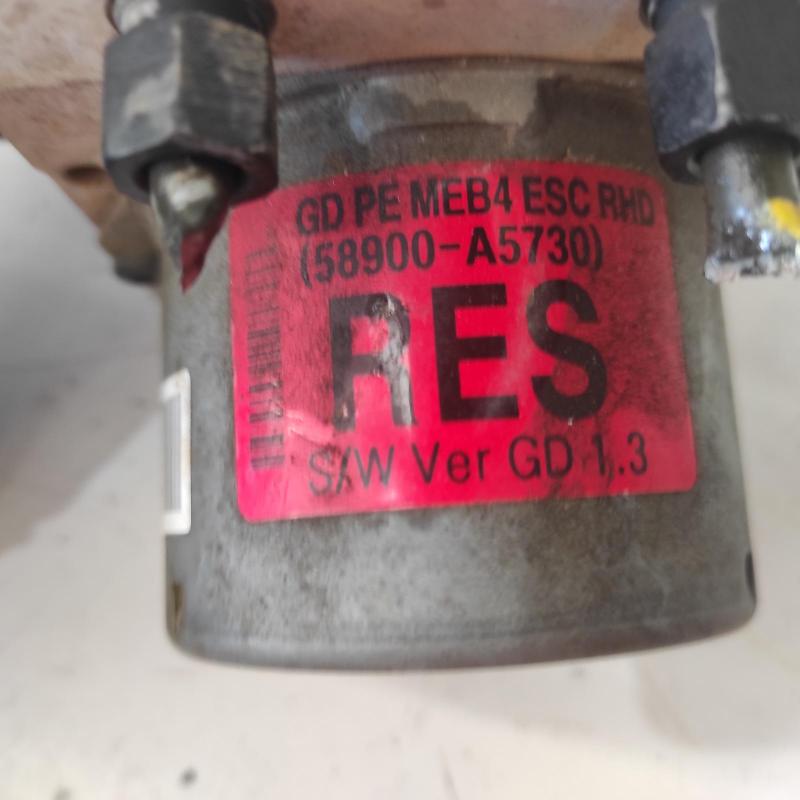 GD PE MEB4 ESC RHD
(58900-A5730)
RES
S/W Ver GD 1.3